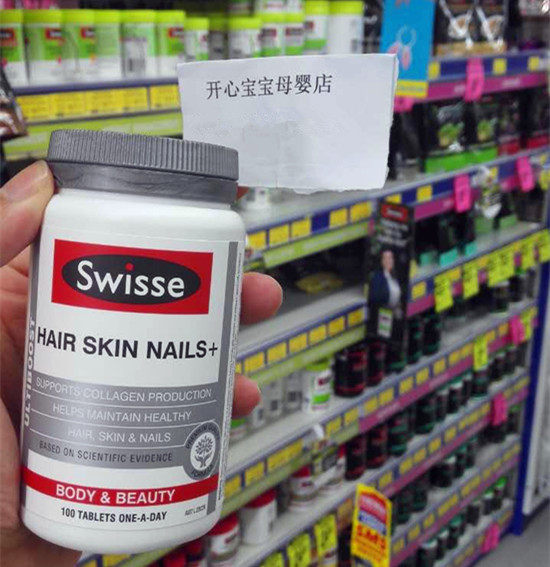 开心宝宝母婴店
Swisse
ULTIBOOST
HAIR SKIN NAILS+
SUPPORTS COLLAGEN PRODUCTION
HELPS MAINTAIN HEALTHY
HAIR, SKIN & NAILS
BASED ON SCIENTIFIC EVIDENCE
BODY & BEAUTY
100 TABLETS ONE-A-DAY